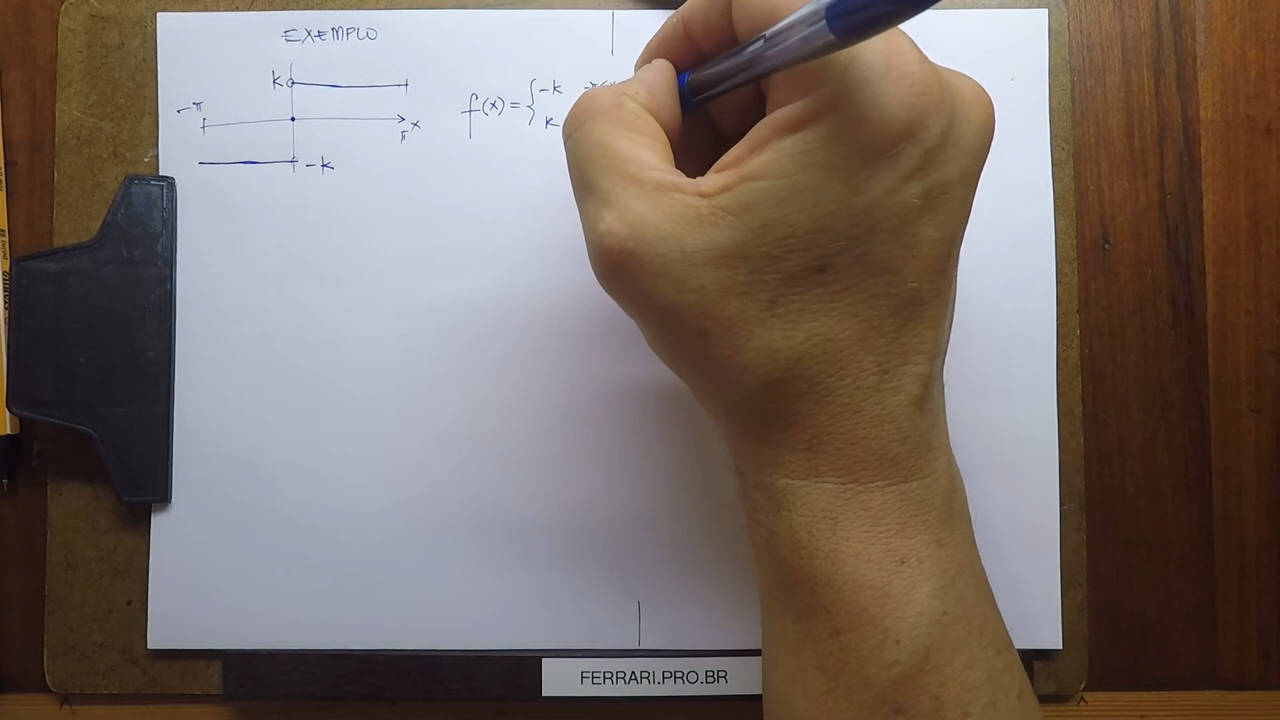 EXEMPLO
k
-π
π x
-k
f(x) = { -k
k
FERRARI.PRO.BR